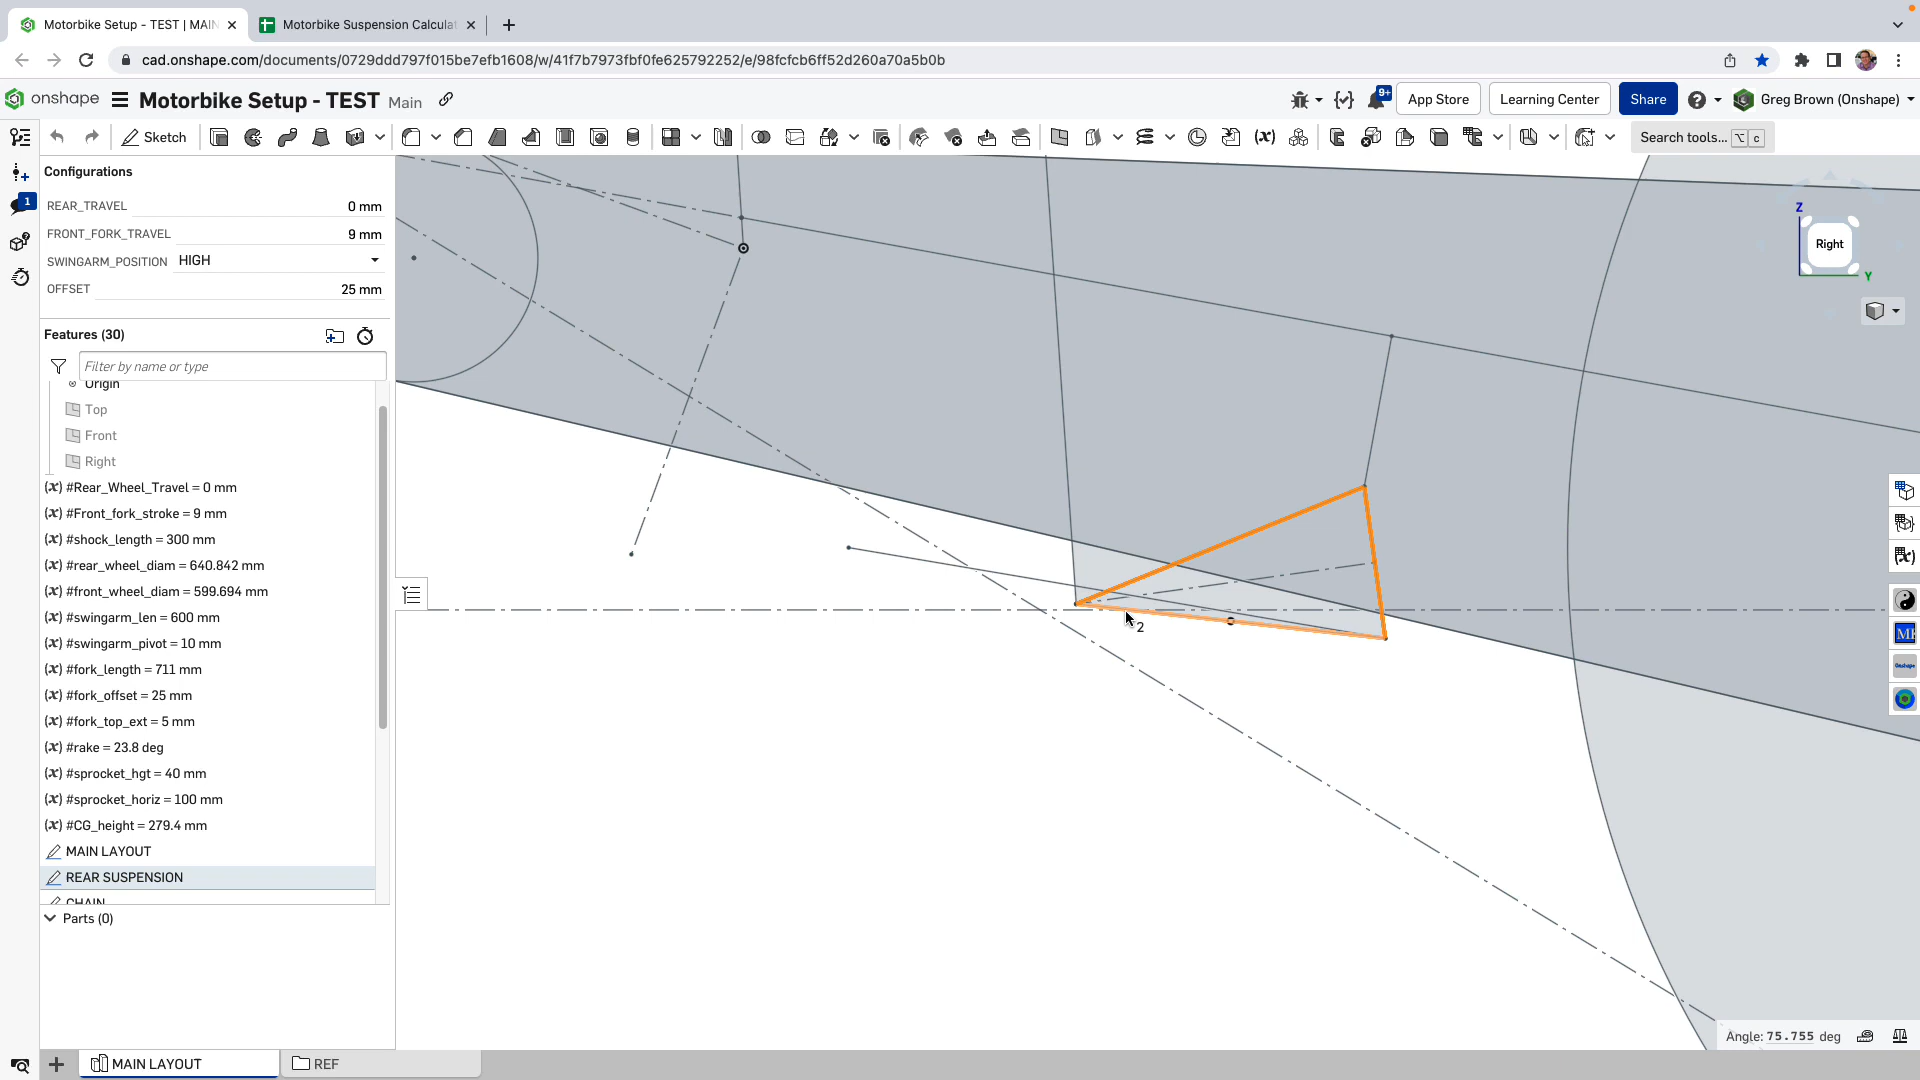 Motorbike Setup - TEST | MAIN
Motorbike Suspension Calculat
cad.onshape.com/documents/0729ddd797f015be7efb1608/w/41f7b7973fbf0fe625792252/e/98fcfcb6ff52d260a70a5b0b
onshape
Motorbike Setup - TEST Main
9+
App Store
Learning Center
Share
Greg Brown (Onshape)
Sketch
Search tools... ⌥ c
Configurations
REAR_TRAVEL 0 mm
FRONT_FORK_TRAVEL 9 mm
SWINGARM_POSITION HIGH
OFFSET 25 mm
1
Features (30)
Filter by name or type
Origin
Top
Front
Right
(x) #Rear_Wheel_Travel = 0 mm
(x) #Front_fork_stroke = 9 mm
(x) #shock_length = 300 mm
(x) #rear_wheel_diam = 640.842 mm
(x) #front_wheel_diam = 599.694 mm
(x) #swingarm_len = 600 mm
(x) #swingarm_pivot = 10 mm
(x) #fork_length = 711 mm
(x) #fork_offset = 25 mm
(x) #fork_top_ext = 5 mm
(x) #rake = 23.8 deg
(x) #sprocket_hgt = 40 mm
(x) #sprocket_horiz = 100 mm
(x) #CG_height = 279.4 mm
MAIN LAYOUT
REAR SUSPENSION
CHAIN
Parts (0)
2
Z
Right
Y
Angle: 75.755 deg
MAIN LAYOUT
REF